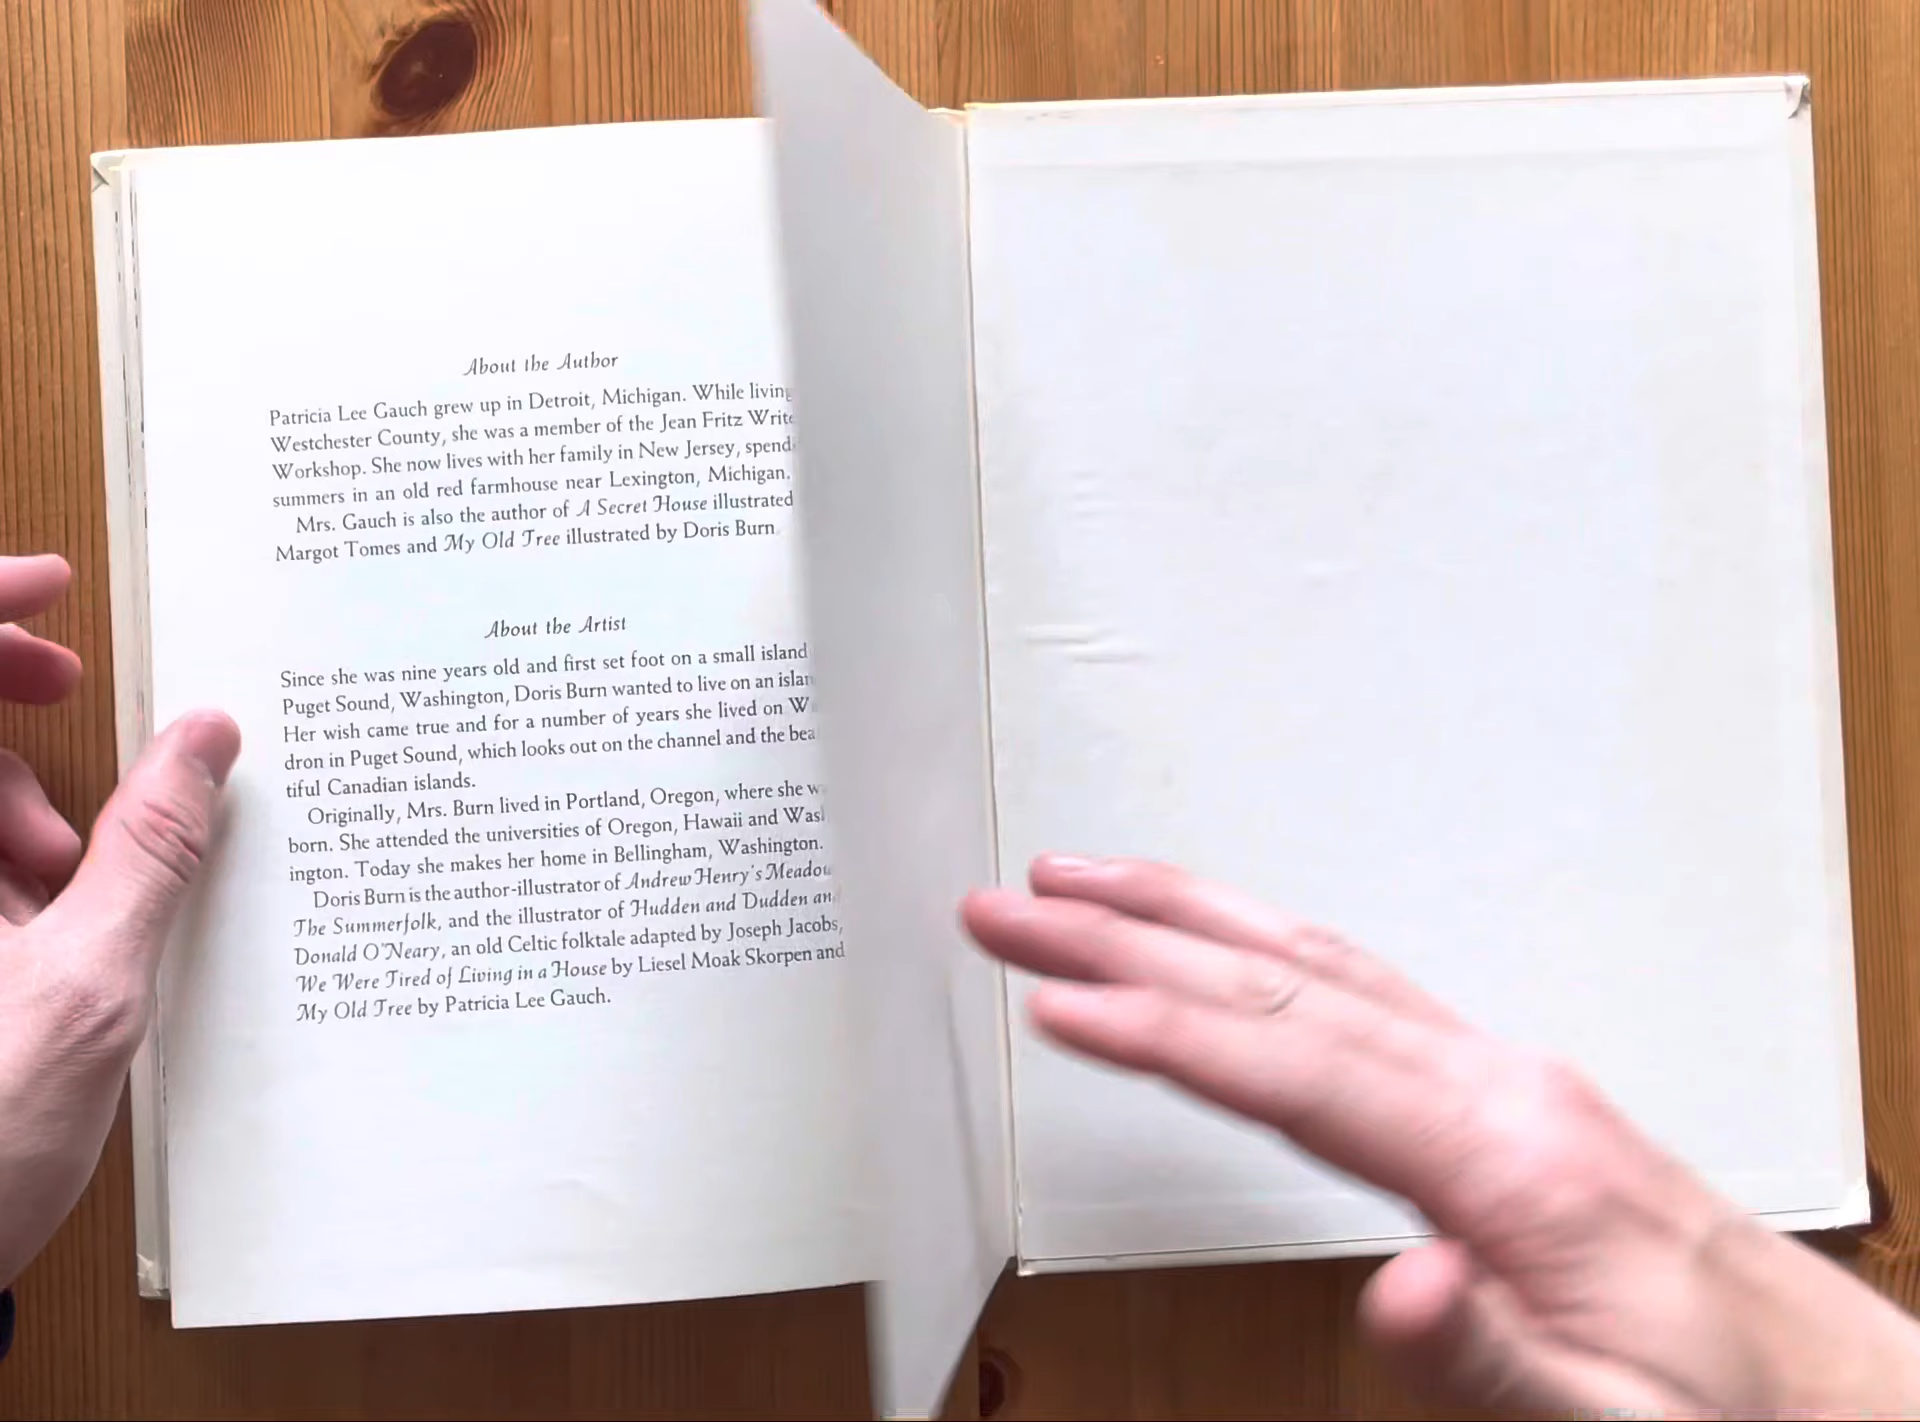 About the Author
Patricia Lee Gauch grew up in Detroit, Michigan. While living
Westchester County, she was a member of the Jean Fritz
Workshop. She now lives with her family in New Jersey,
summers in an old red farmhouse near Lexington, Michigan.
Mrs. Gauch is also the author of A Secret House illustrated
Margot Tomes and My Old Tree illustrated by Doris Burn
About the Artist
Since she was nine years old and first set foot on a small island
Puget Sound, Washington, Doris Burn wanted to live on an
Her wish came true and for a number of years she lived on
dron in Puget Sound, which looks out on the channel and the
tiful Canadian islands.
Originally, Mrs. Burn lived in Portland, Oregon, where she
born. She attended the universities of Oregon, Hawaii and
ington. Today she makes her home in Bellingham, Washington.
Doris Burn is the author-illustrator of Andrew Henry's
The Summerfolk, and the illustrator of Hudden and Dudden
Donald O'Neary, an old Celtic folktale adapted by Joseph Jacobs,
We Were Tired of Living in a House by Liesel Moak Skorpen and
My Old Tree by Patricia Lee Gauch.